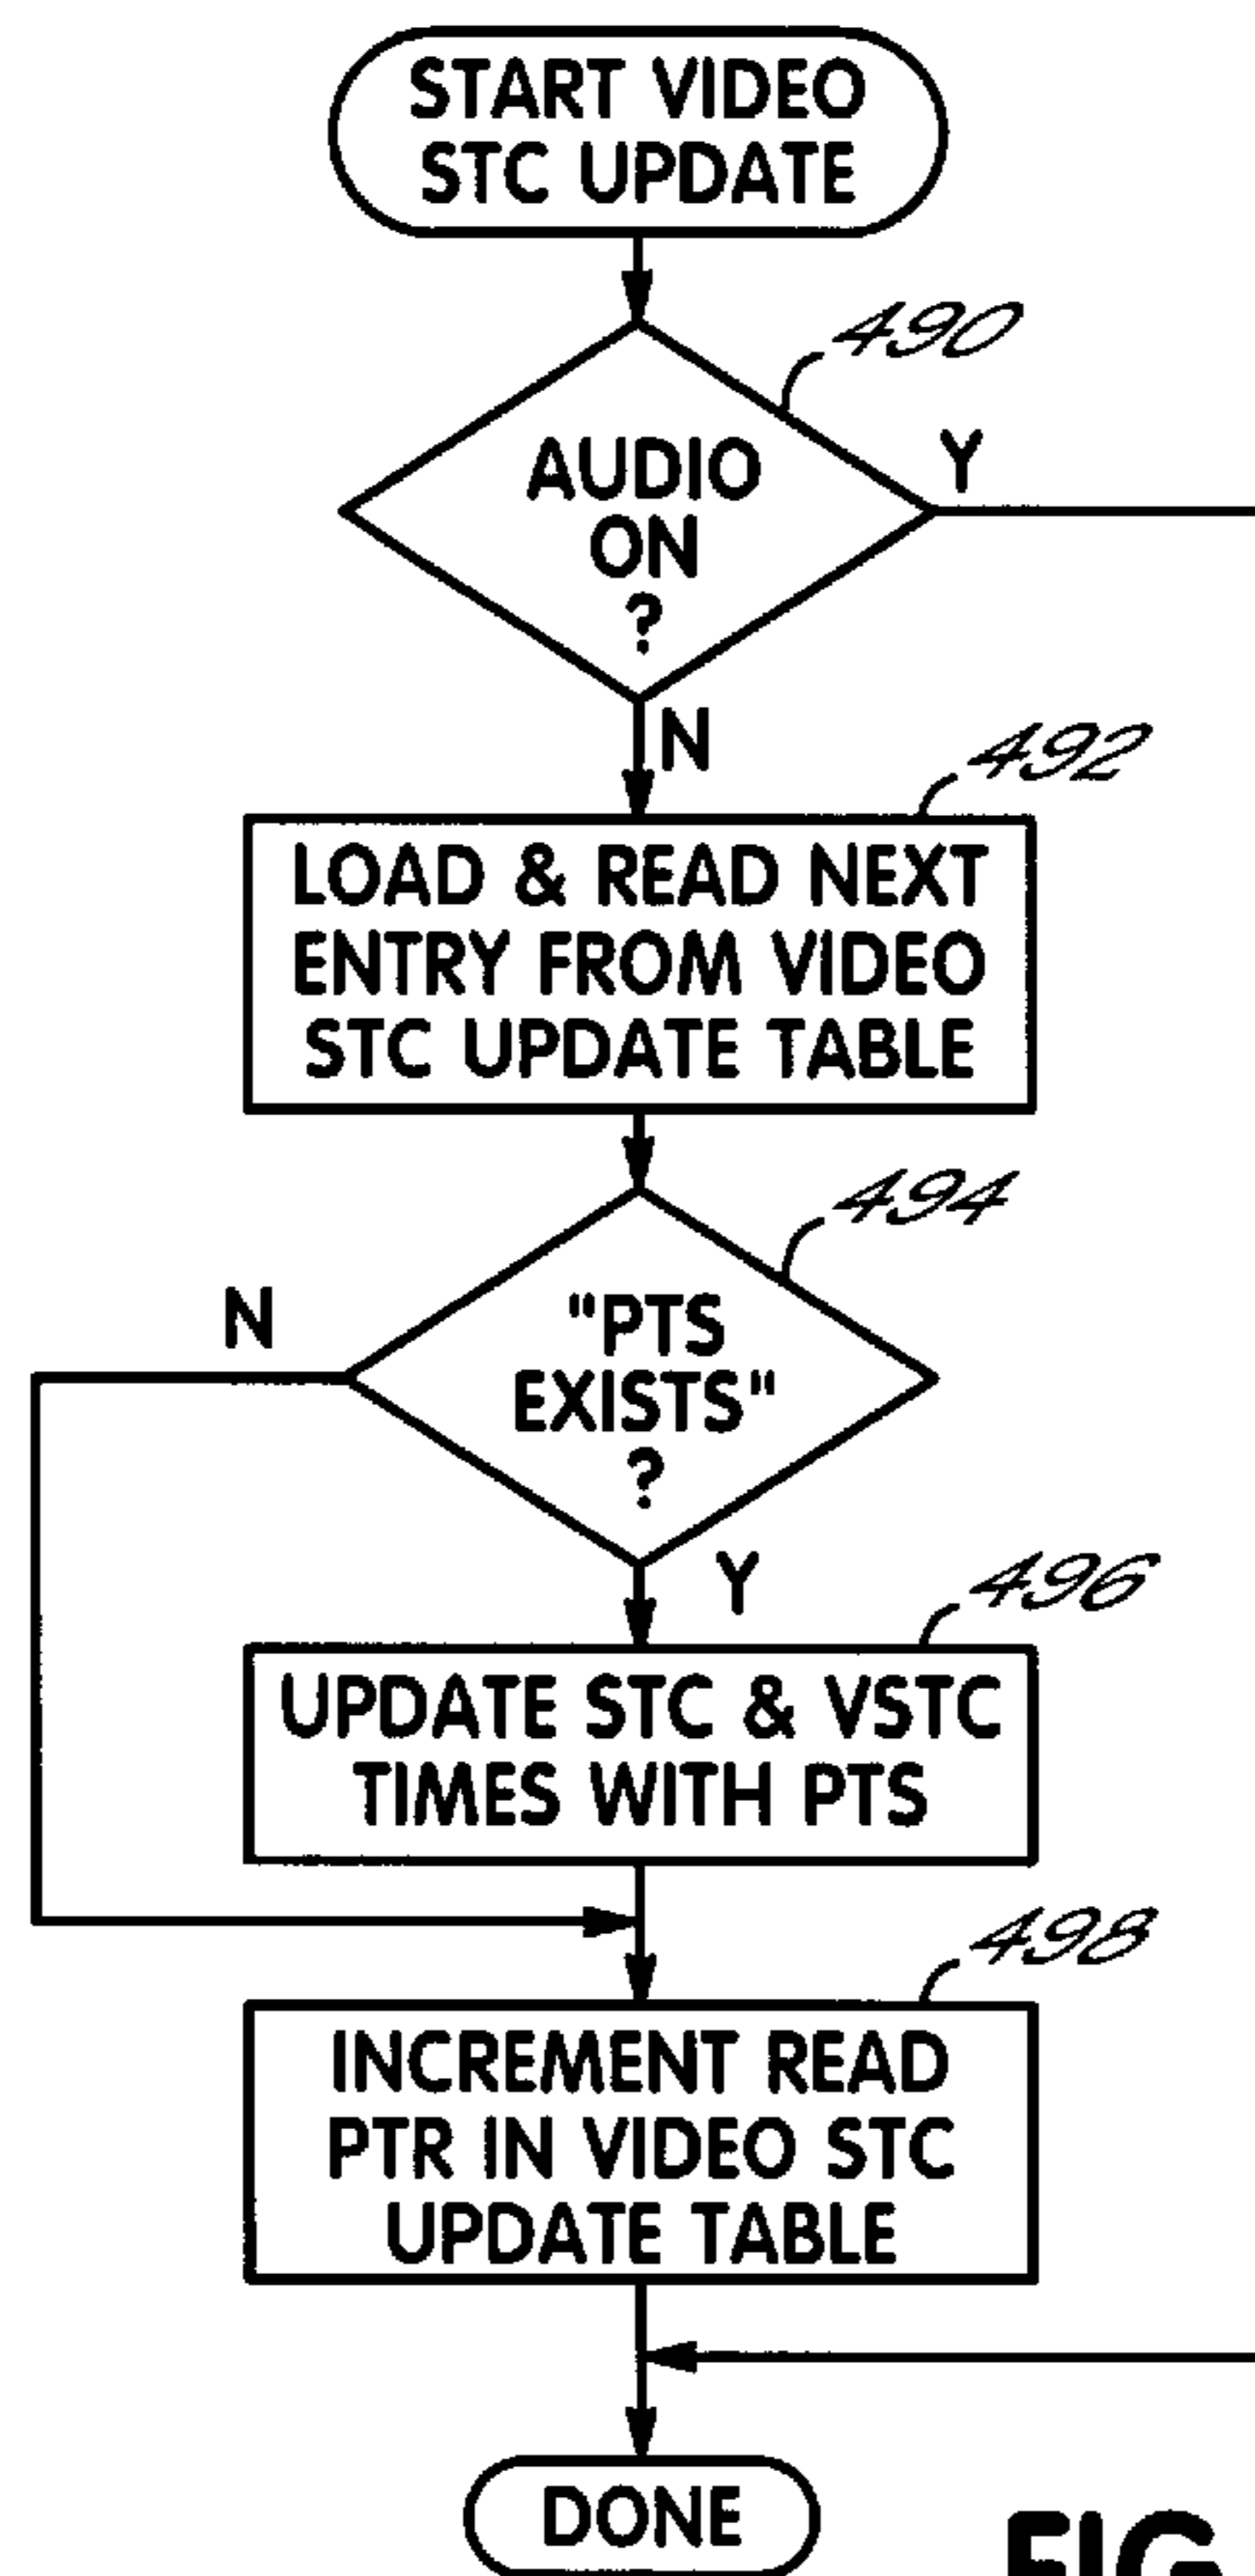 START VIDEO
STC UPDATE
490
AUDIO
ON
?
Y
N
492
LOAD & READ NEXT
ENTRY FROM VIDEO
STC UPDATE TABLE
494
N
"PTS
EXISTS"
?
Y
496
UPDATE STC & VSTC
TIMES WITH PTS
498
INCREMENT READ
PTR IN VIDEO STC
UPDATE TABLE
DONE
FIG